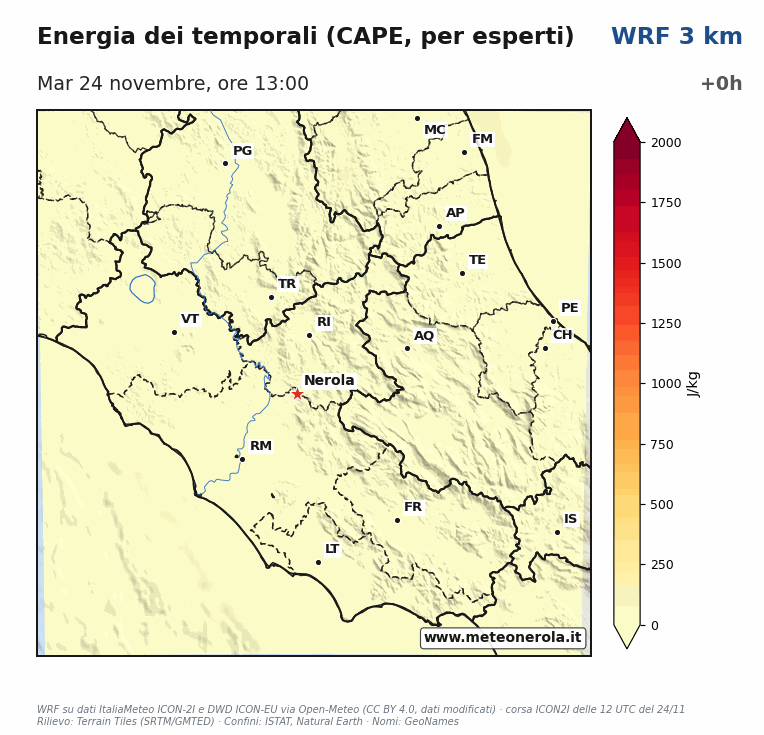 Energia dei temporali (CAPE, per esperti)
WRF 3 km
Mar 24 novembre, ore 13:00
+0h
MC
FM
PG
AP
TE
TR
PE
VT
RI
AQ
CH
Nerola
RM
FR
IS
LT
www.meteonerola.it
2000
1750
1500
1250
1000
750
500
250
0
J/kg
WRF su dati ItaliaMeteo ICON-2I e DWD ICON-EU via Open-Meteo (CC BY 4.0, dati modificati) · corsa ICON2I delle 12 UTC del 24/11
Rilievo: Terrain Tiles (SRTM/GMTED) · Confini: ISTAT, Natural Earth · Nomi: GeoNames